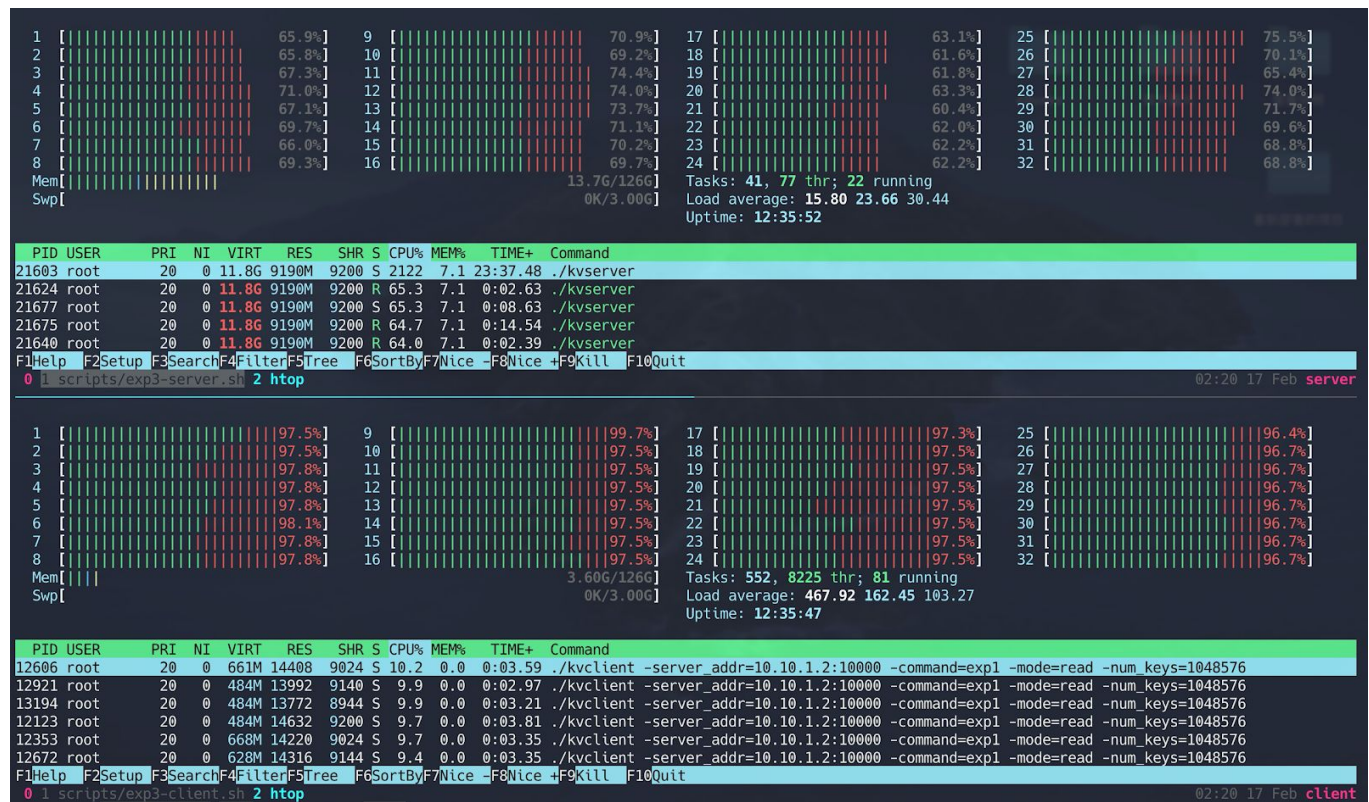 1 [65.9%] 9 [70.9%] 17 [63.1%] 25 [75.5%]
2 [65.8%] 10 [69.2%] 18 [61.6%] 26 [70.1%]
3 [67.3%] 11 [74.4%] 19 [61.8%] 27 [65.4%]
4 [71.0%] 12 [74.0%] 20 [63.3%] 28 [74.0%]
5 [67.1%] 13 [73.7%] 21 [60.4%] 29 [71.7%]
6 [69.7%] 14 [71.1%] 22 [62.0%] 30 [69.6%]
7 [66.0%] 15 [70.2%] 23 [62.2%] 31 [68.8%]
8 [69.3%] 16 [69.7%] 24 [62.2%] 32 [68.8%]
Mem[13.7G/126G] Tasks: 41, 77 thr; 22 running
Swp[0K/3.00G] Load average: 15.80 23.66 30.44
Uptime: 12:35:52
PID USER PRI NI VIRT RES SHR S CPU% MEM% TIME+ Command
21603 root 20 0 11.8G 9190M 9200 S 2122 7.1 23:37.48 ./kvserver
21624 root 20 0 11.8G 9190M 9200 R 65.3 7.1 0:02.63 ./kvserver
21677 root 20 0 11.8G 9190M 9200 S 65.3 7.1 0:08.63 ./kvserver
21675 root 20 0 11.8G 9190M 9200 R 64.7 7.1 0:14.54 ./kvserver
21640 root 20 0 11.8G 9190M 9200 R 64.0 7.1 0:02.39 ./kvserver
F1Help F2Setup F3SearchF4FilterF5Tree F6SortByF7Nice -F8Nice +F9Kill F10Quit
0 1 scripts/exp3-server.sh 2 htop 02:20 17 Feb server
1 [97.5%] 9 [99.7%] 17 [97.3%] 25 [96.4%]
2 [97.5%] 10 [97.5%] 18 [97.5%] 26 [96.7%]
3 [97.8%] 11 [97.5%] 19 [97.5%] 27 [96.7%]
4 [97.8%] 12 [97.5%] 20 [97.5%] 28 [96.7%]
5 [97.8%] 13 [97.5%] 21 [97.5%] 29 [96.7%]
6 [98.1%] 14 [97.5%] 22 [97.5%] 30 [96.7%]
7 [97.8%] 15 [97.5%] 23 [97.5%] 31 [96.7%]
8 [97.8%] 16 [97.5%] 24 [97.5%] 32 [96.7%]
Mem[3.60G/126G] Tasks: 552, 8225 thr; 81 running
Swp[0K/3.00G] Load average: 467.92 162.45 103.27
Uptime: 12:35:47
PID USER PRI NI VIRT RES SHR S CPU% MEM% TIME+ Command
12606 root 20 0 661M 14408 9024 S 10.2 0.0 0:03.59 ./kvclient -server_addr=10.10.1.2:10000 -command=exp1 -mode=read -num_keys=1048576
12921 root 20 0 484M 13992 9140 S 9.9 0.0 0:02.97 ./kvclient -server_addr=10.10.1.2:10000 -command=exp1 -mode=read -num_keys=1048576
13194 root 20 0 484M 13772 8944 S 9.9 0.0 0:03.21 ./kvclient -server_addr=10.10.1.2:10000 -command=exp1 -mode=read -num_keys=1048576
12123 root 20 0 484M 14632 9200 S 9.7 0.0 0:03.81 ./kvclient -server_addr=10.10.1.2:10000 -command=exp1 -mode=read -num_keys=1048576
12353 root 20 0 668M 14220 9024 S 9.7 0.0 0:03.35 ./kvclient -server_addr=10.10.1.2:10000 -command=exp1 -mode=read -num_keys=1048576
12672 root 20 0 628M 14316 9144 S 9.4 0.0 0:03.35 ./kvclient -server_addr=10.10.1.2:10000 -command=exp1 -mode=read -num_keys=1048576
F1Help F2Setup F3SearchF4FilterF5Tree F6SortByF7Nice -F8Nice +F9Kill F10Quit
0 1 scripts/exp3-client.sh 2 htop 02:20 17 Feb client